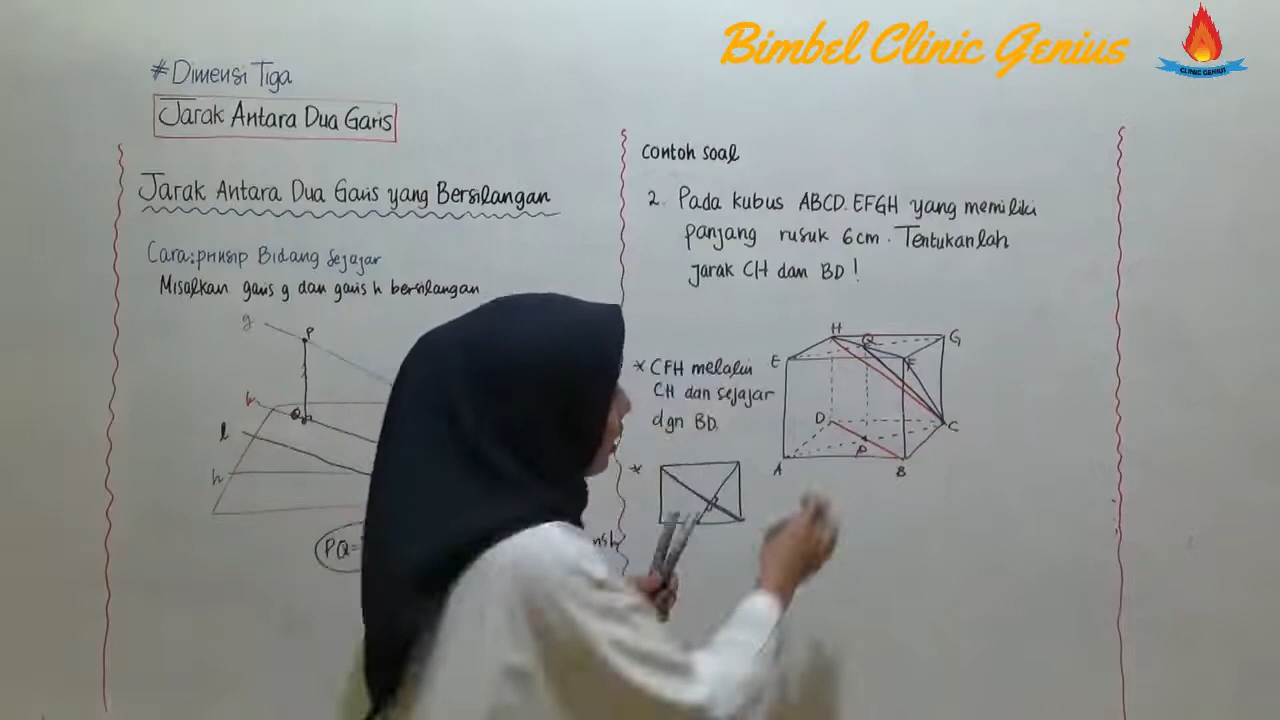 Bimbel Clinic Genius
CLINIC GENIUS
# Dimensi Tiga
Jarak Antara Dua Garis
Jarak Antara Dua Garis yang Bersilangan
Cara: prinsip Bidang Sejajar
Misalkan garis g dan garis h bersilangan
g
P
k
Q
l
h
PQ=
contoh soal
2. Pada kubus ABCD.EFGH yang memiliki
panjang rusuk 6cm. Tentukanlah
jarak CH dan BD!
* CFH melalui
CH dan sejajar
dgn BD.
*
H
Q
G
E
F
D
C
P
A
B